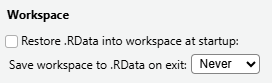 Workspace
Restore .RData into workspace at startup:
Save workspace to .RData on exit: Never